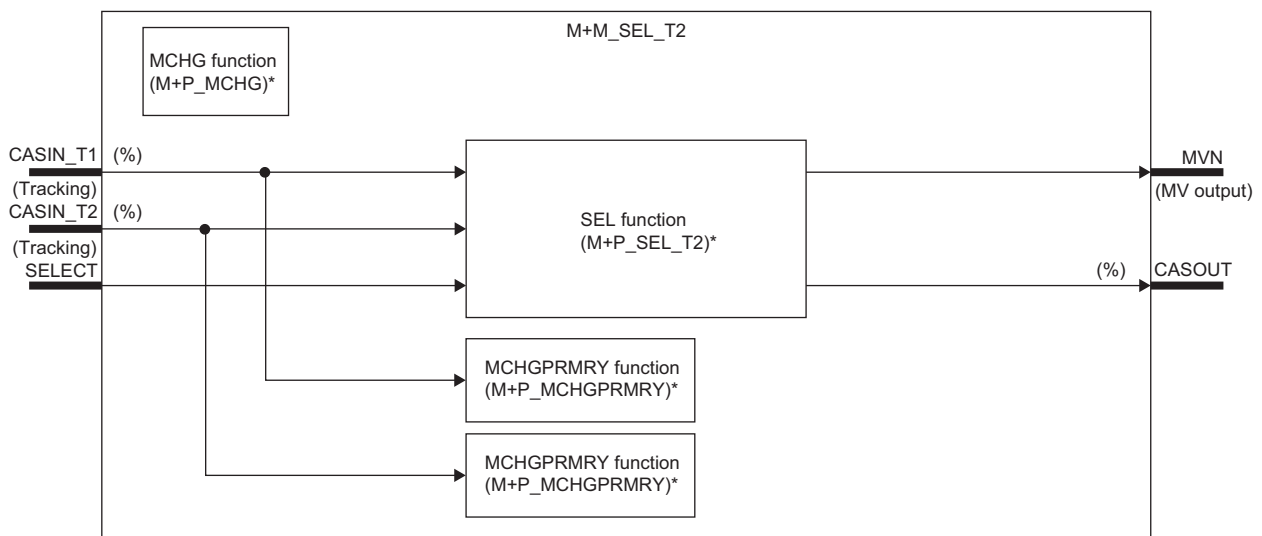 M+M_SEL_T2
MCHG function
(M+P_MCHG)*
CASIN_T1 (%)
(Tracking)
CASIN_T2 (%)
(Tracking)
SELECT
SEL function
(M+P_SEL_T2)*
MVN
(MV output)
(%) CASOUT
MCHGPRMRY function
(M+P_MCHGPRMRY)*
MCHGPRMRY function
(M+P_MCHGPRMRY)*